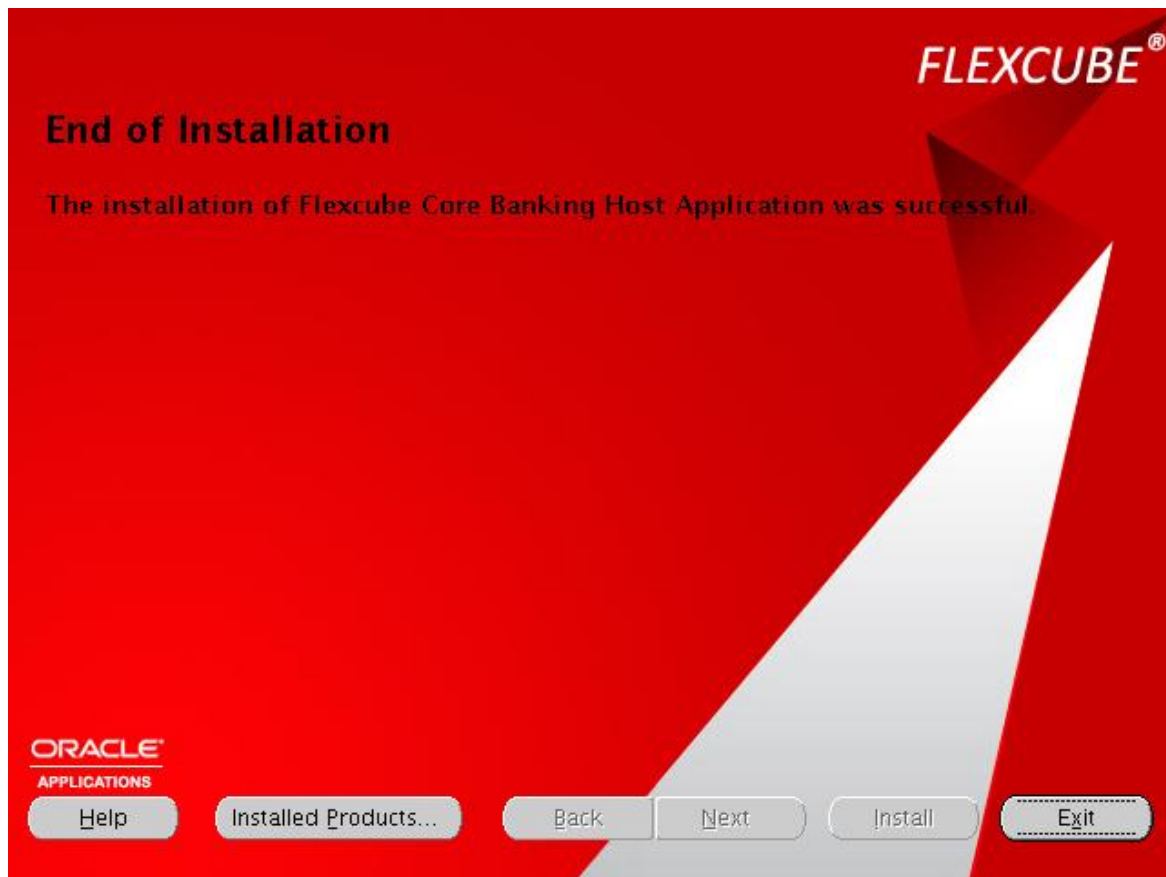 FLEXCUBE®
End of Installation
The installation of Flexcube Core Banking Host Application was successful.
ORACLE®
APPLICATIONS
Help Installed Products... Back Next Install Exit